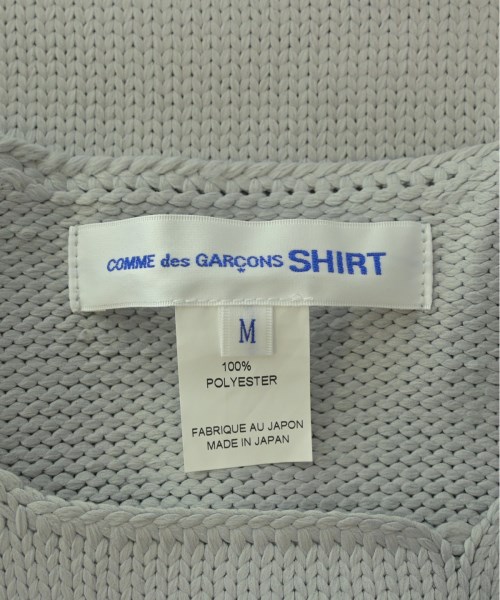 COMME des GARÇONS SHIRT
M
100%
POLYESTER
FABRIQUE AU JAPON
MADE IN JAPAN